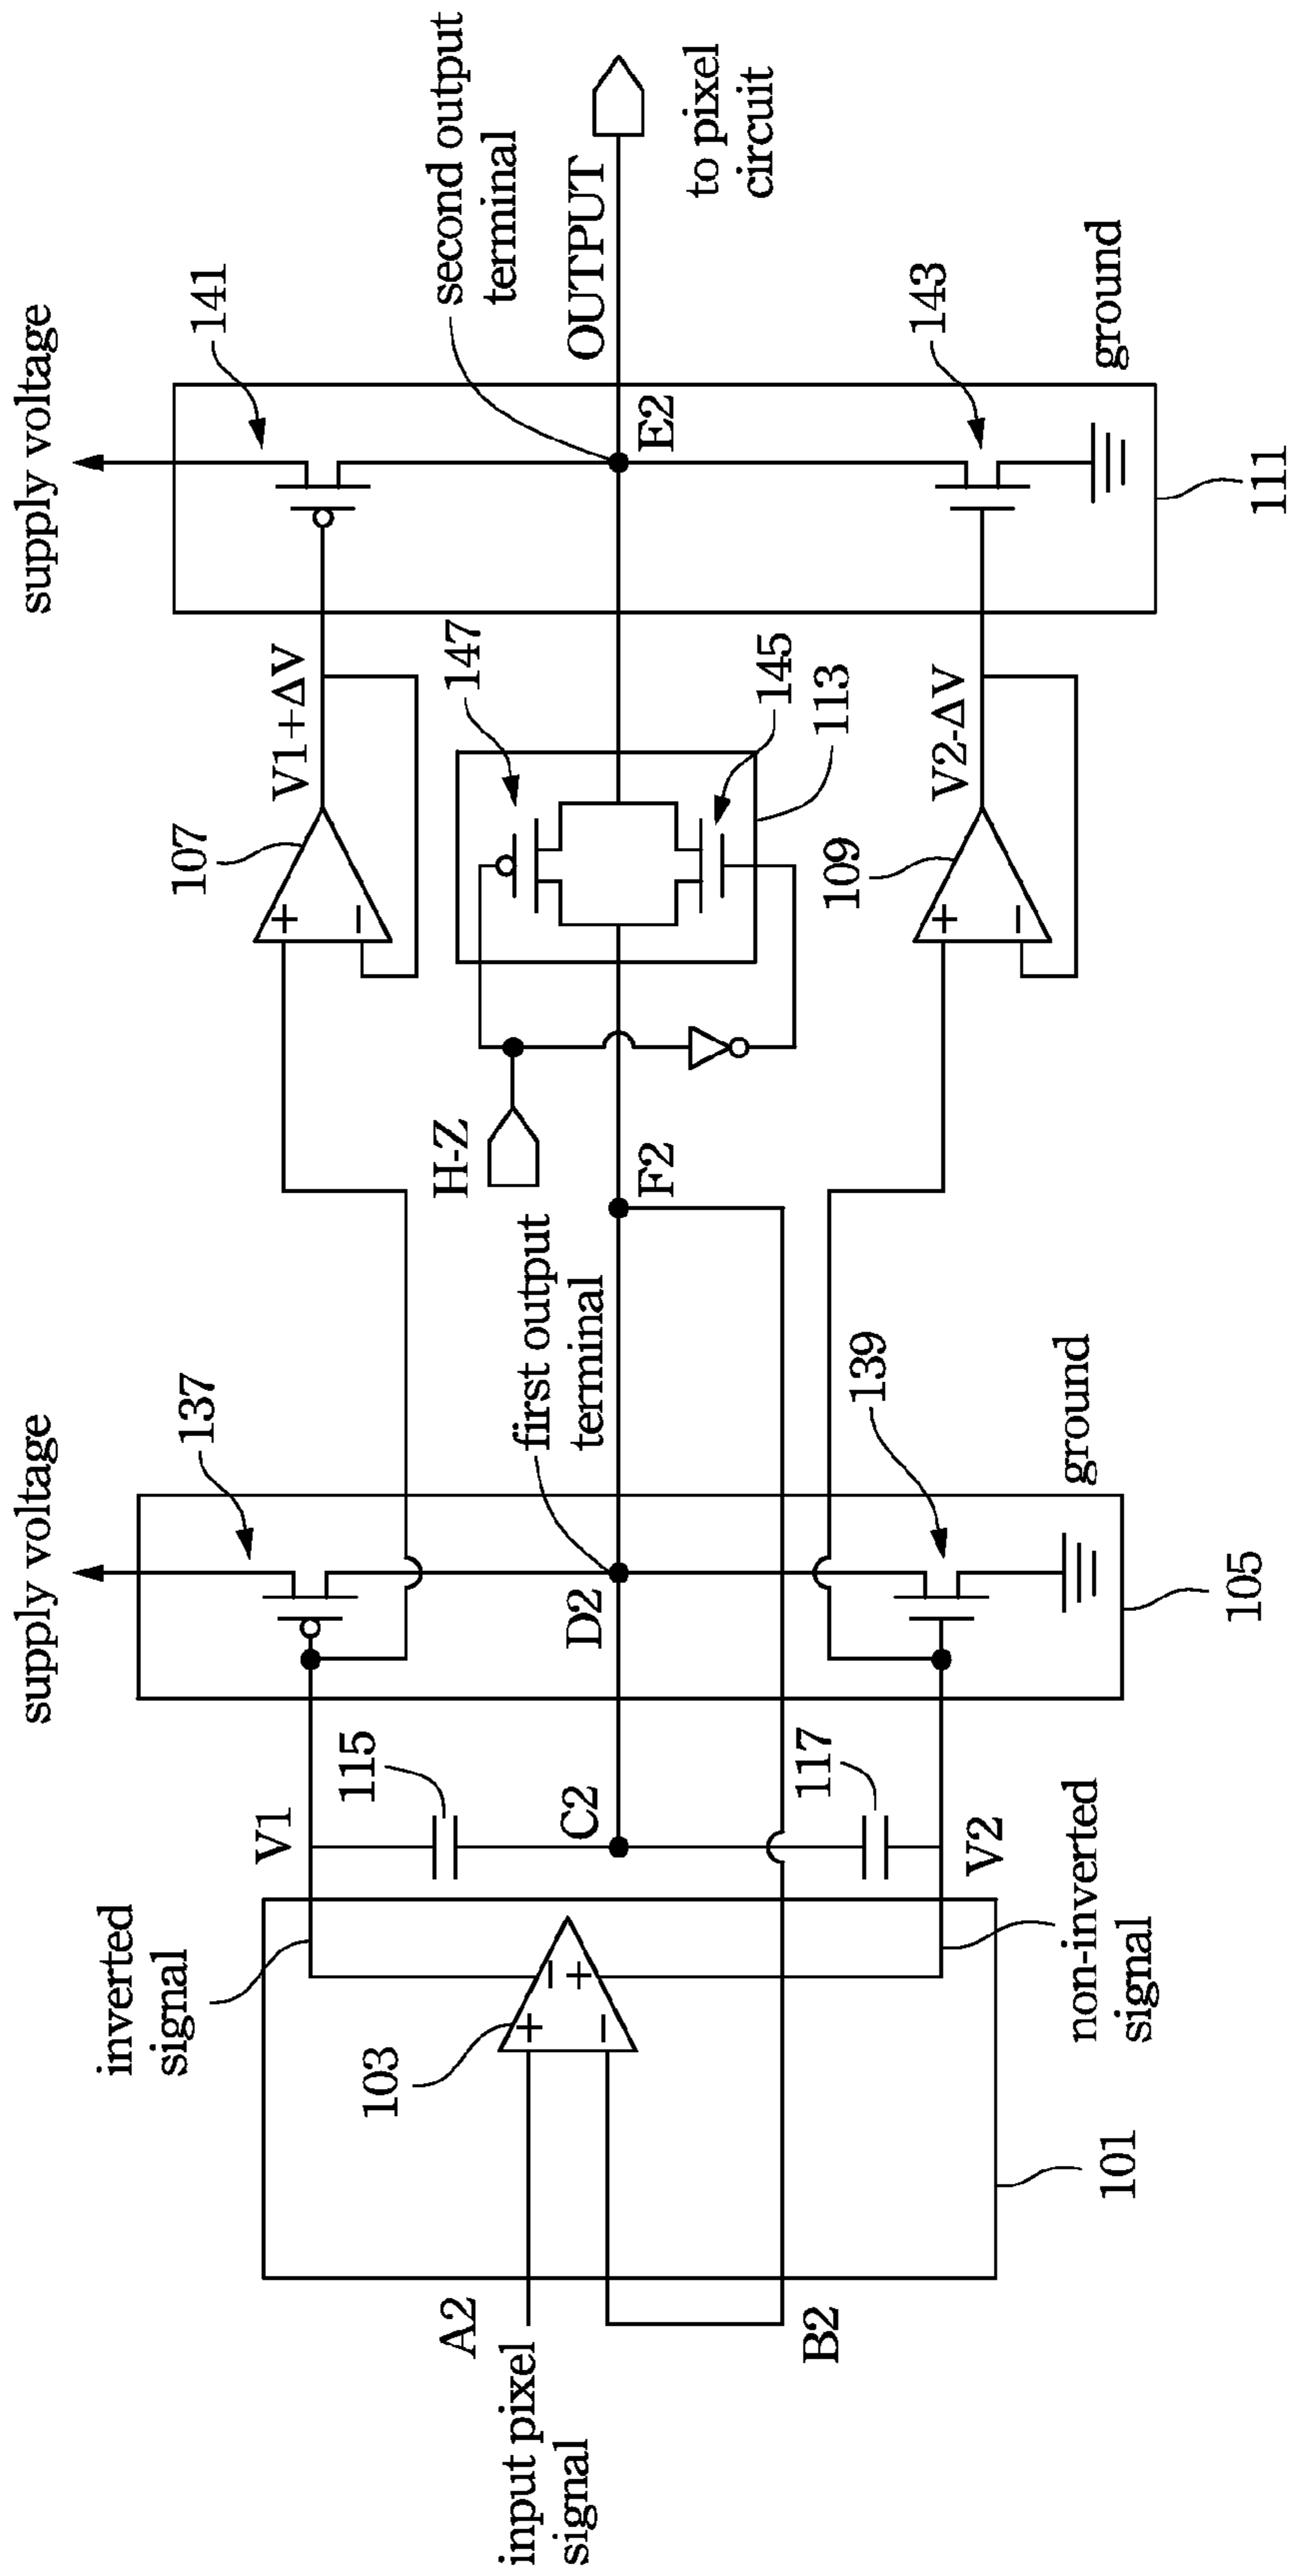 supply voltage
supply voltage
137
141
inverted
signal
V1
107
V1+ΔV
115
147
second output
terminal
H-Z
first output
terminal
OUTPUT
103
A2
input pixel
signal
+
−
−
+
C2
D2
F2
E2
to pixel
circuit
+
−
145
113
B2
117
139
109
V2-ΔV
143
+
−
V2
non-inverted
signal
ground
ground
101
105
111